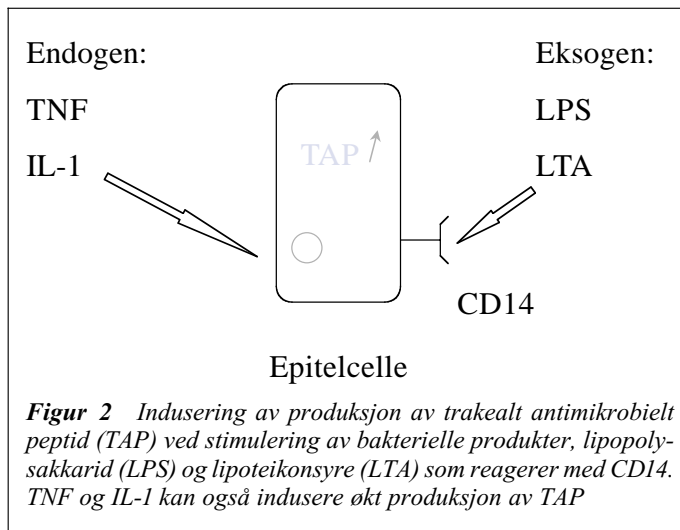 Endogen:
Eksogen:
TNF
LPS
TAP
IL-1
LTA
CD14
Epitelcelle
Figur 2 Indusering av produksjon av trakealt antimikrobielt
peptid (TAP) ved stimulering av bakterielle produkter, lipopoly-
sakkarid (LPS) og lipoteikonsyre (LTA) som reagerer med CD14.
TNF og IL-1 kan også indusere økt produksjon av TAP